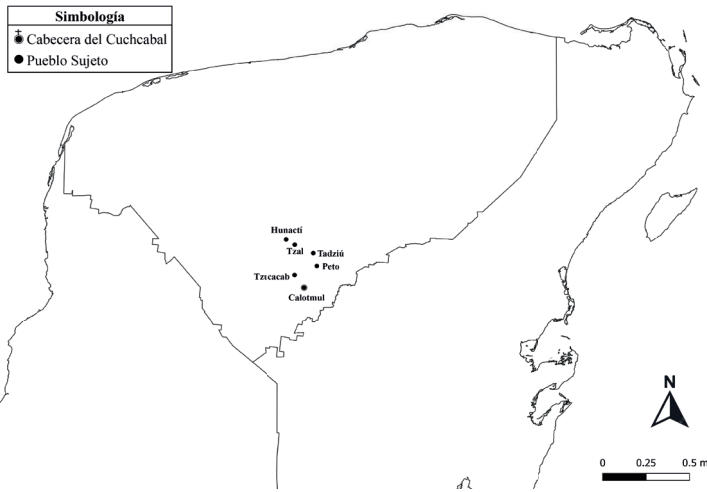 Simbología
Cabecera del Cuchcabal
Pueblo Sujeto
Hunactí
Tzal
Tadziú
Peto
Tzucacab
Calotmul
N
0 0.25 0.5 m